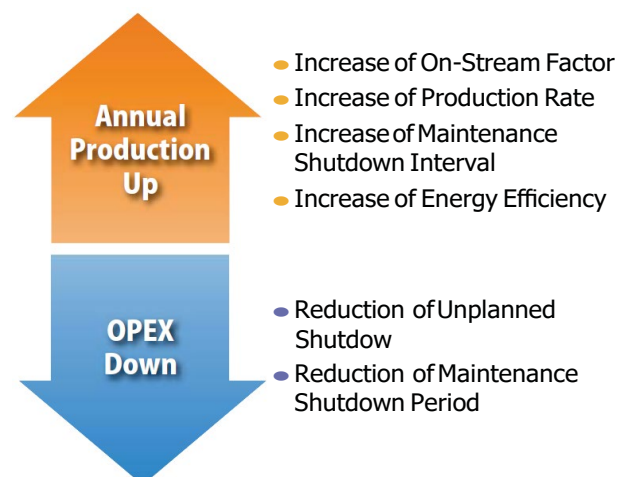 Annual
Production
Up
Increase of On-Stream Factor
Increase of Production Rate
Increase of Maintenance
Shutdown Interval
Increase of Energy Efficiency
OPEX
Down
Reduction of Unplanned
Shutdow
Reduction of Maintenance
Shutdown Period